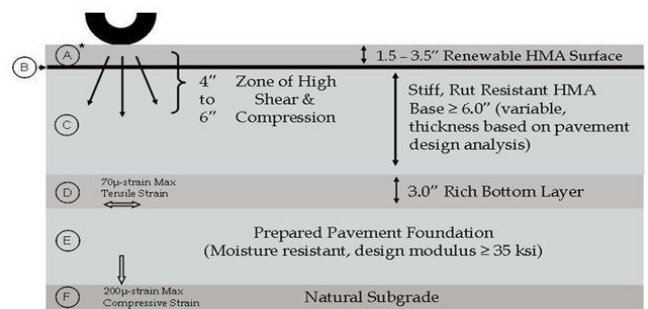 A*
1.5 – 3.5" Renewable HMA Surface
B
4" Zone of High
to Shear &
6" Compression
Stiff, Rut Resistant HMA
Base ≥ 6.0" (variable,
thickness based on pavement
design analysis)
C
70µ-strain Max
Tensile Strain
D
3.0" Rich Bottom Layer
Prepared Pavement Foundation
E
(Moisture resistant, design modulus ≥ 35 ksi)
F
200µ-strain Max
Compressive Strain
Natural Subgrade